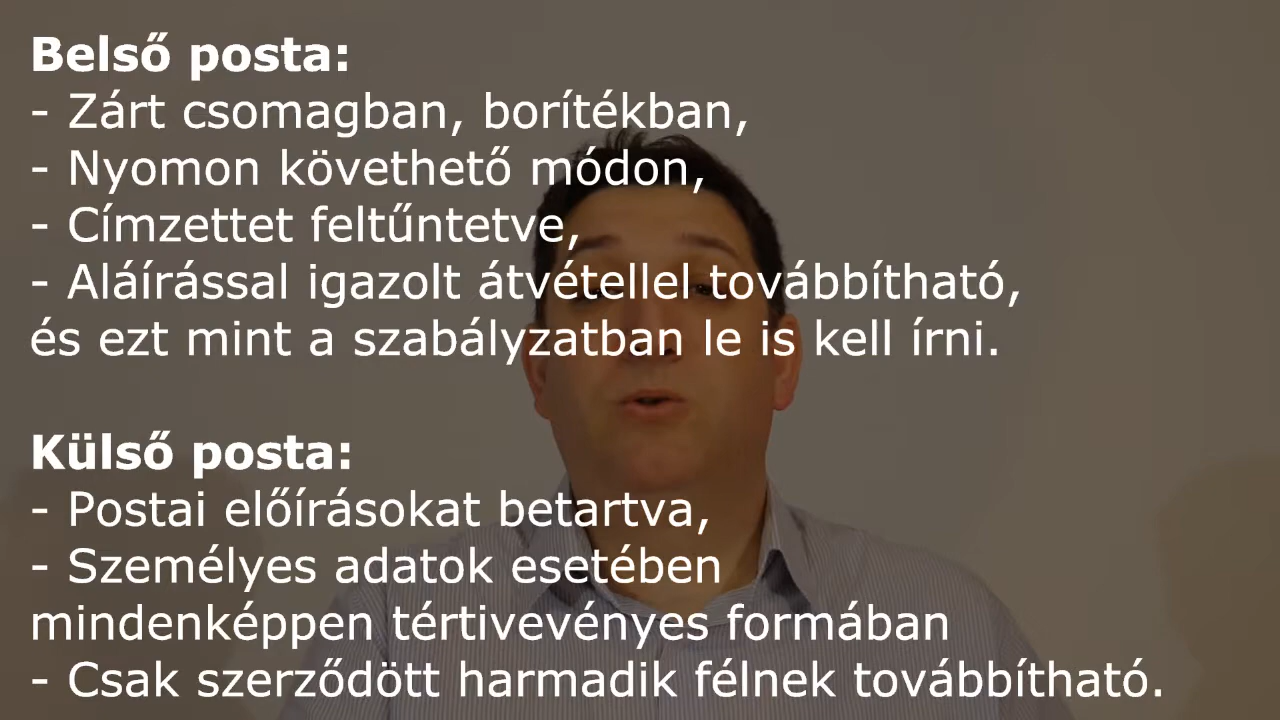 Belső posta:
- Zárt csomagban, borítékban,
- Nyomon követhető módon,
- Címzettet feltűntetve,
- Aláírással igazolt átvétellel továbbítható,
és ezt mint a szabályzatban le is kell írni.
Külső posta:
- Postai előírásokat betartva,
- Személyes adatok esetében
mindenképpen tértivevényes formában
- Csak szerződött harmadik félnek továbbítható.